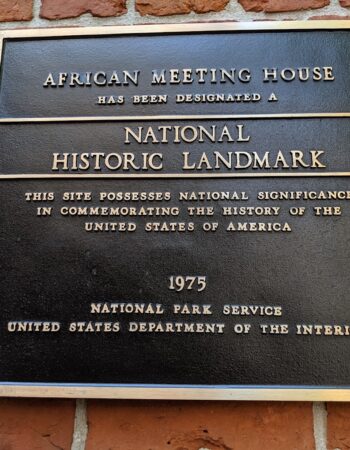 AFRICAN MEETING HOUSE
HAS BEEN DESIGNATED A
NATIONAL
HISTORIC LANDMARK
THIS SITE POSSESSES NATIONAL SIGNIFICANCE
IN COMMEMORATING THE HISTORY OF THE
UNITED STATES OF AMERICA
1975
NATIONAL PARK SERVICE
UNITED STATES DEPARTMENT OF THE INTERI